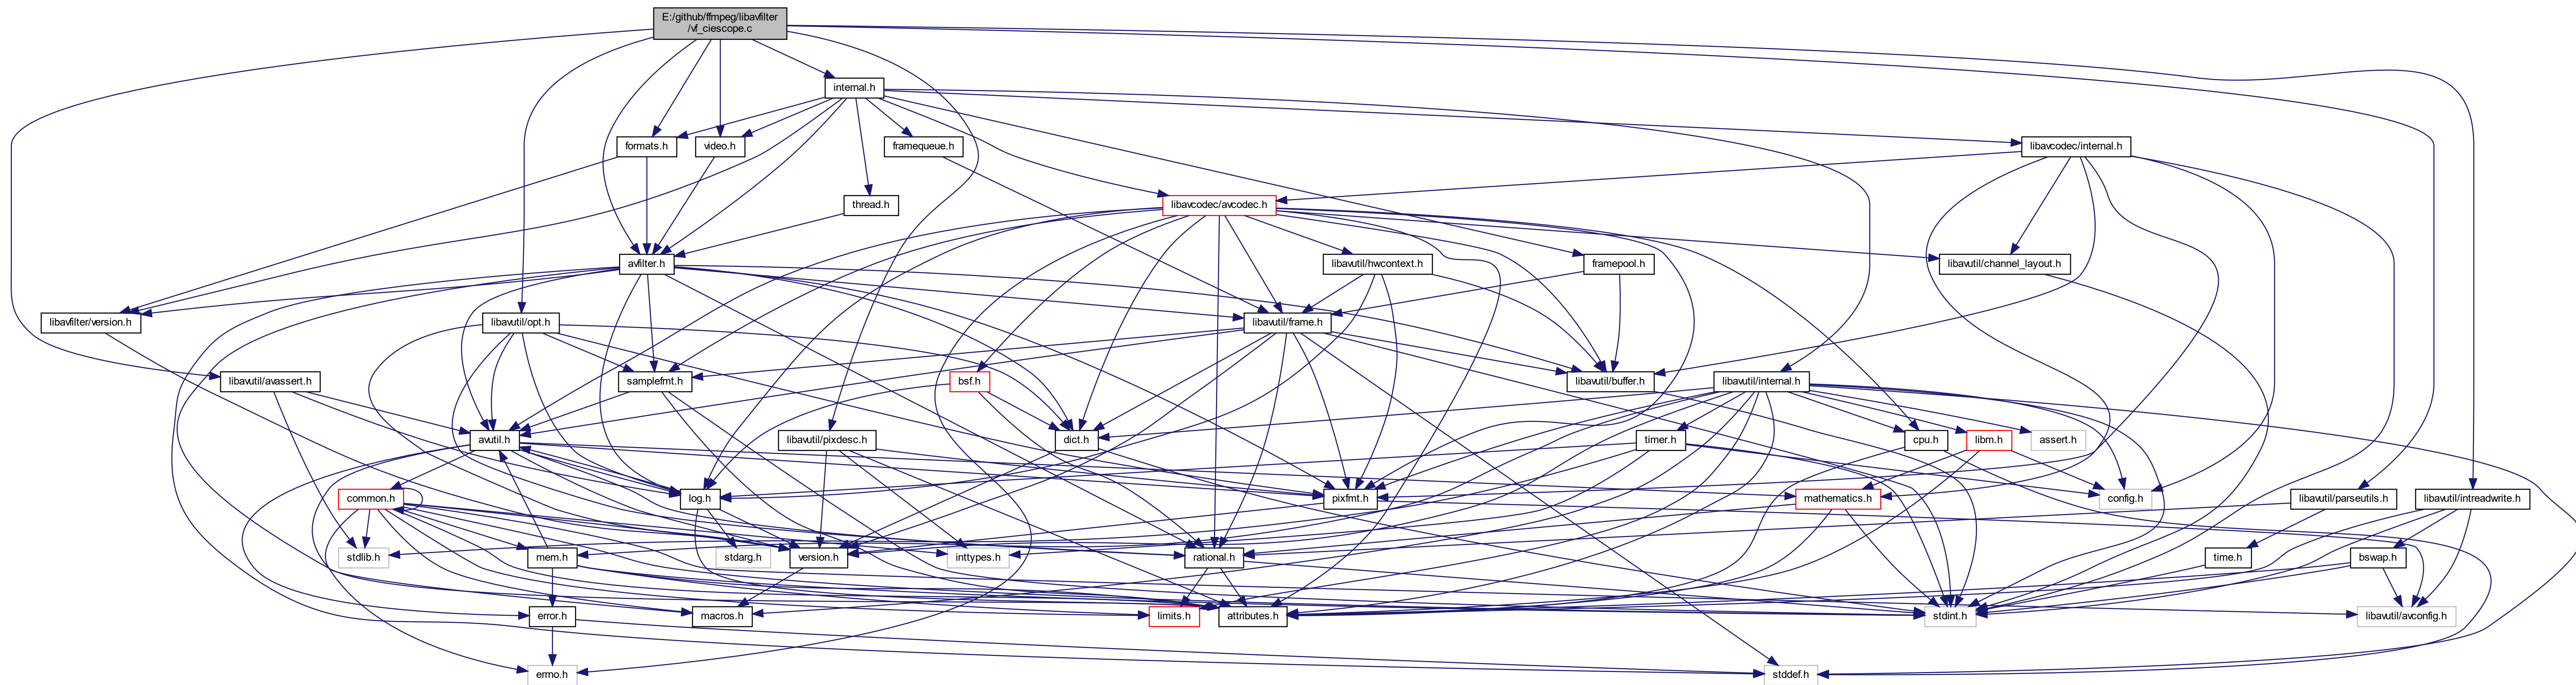 E:/github/ffmpeg/libavfilter
/vf_ciescope.c
internal.h
formats.h
video.h
framequeue.h
libavcodec/internal.h
thread.h
libavcodec/avcodec.h
avfilter.h
libavutil/hwcontext.h
framepool.h
libavutil/channel_layout.h
libavfilter/version.h
libavutil/opt.h
libavutil/frame.h
libavutil/avassert.h
samplefmt.h
bsf.h
libavutil/buffer.h
libavutil/internal.h
avutil.h
libavutil/pixdesc.h
dict.h
timer.h
cpu.h
libm.h
assert.h
common.h
log.h
pixfmt.h
mathematics.h
config.h
libavutil/parseutils.h
libavutil/intreadwrite.h
stdlib.h
mem.h
stdarg.h
version.h
inttypes.h
rational.h
time.h
bswap.h
error.h
macros.h
limits.h
attributes.h
stdint.h
libavutil/avconfig.h
errno.h
stddef.h